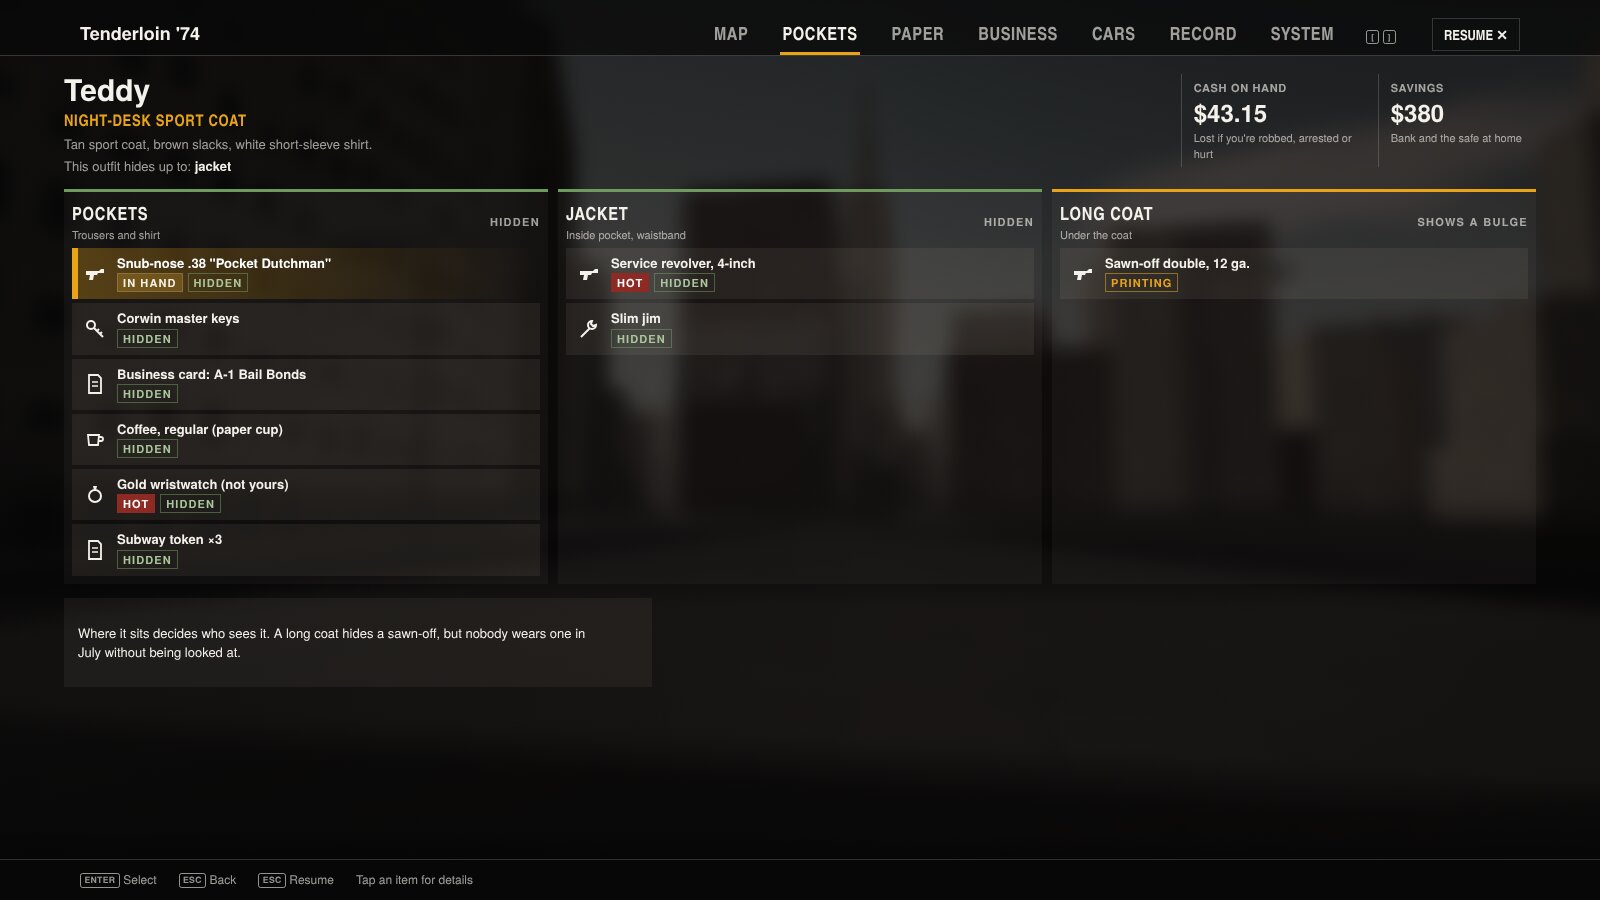 Tenderloin '74
MAP POCKETS PAPER BUSINESS CARS RECORD SYSTEM [ ] RESUME ✕
Teddy
NIGHT-DESK SPORT COAT
Tan sport coat, brown slacks, white short-sleeve shirt.
This outfit hides up to: jacket
CASH ON HAND
$43.15
Lost if you're robbed, arrested or
hurt
SAVINGS
$380
Bank and the safe at home
POCKETS
Trousers and shirt
HIDDEN
Snub-nose .38 "Pocket Dutchman"
IN HAND HIDDEN
Corwin master keys
HIDDEN
Business card: A-1 Bail Bonds
HIDDEN
Coffee, regular (paper cup)
HIDDEN
Gold wristwatch (not yours)
HOT HIDDEN
Subway token ×3
HIDDEN
JACKET
Inside pocket, waistband
HIDDEN
Service revolver, 4-inch
HOT HIDDEN
Slim jim
HIDDEN
LONG COAT
Under the coat
SHOWS A BULGE
Sawn-off double, 12 ga.
PRINTING
Where it sits decides who sees it. A long coat hides a sawn-off, but nobody wears one in
July without being looked at.
ENTER Select ESC Back ESC Resume Tap an item for details